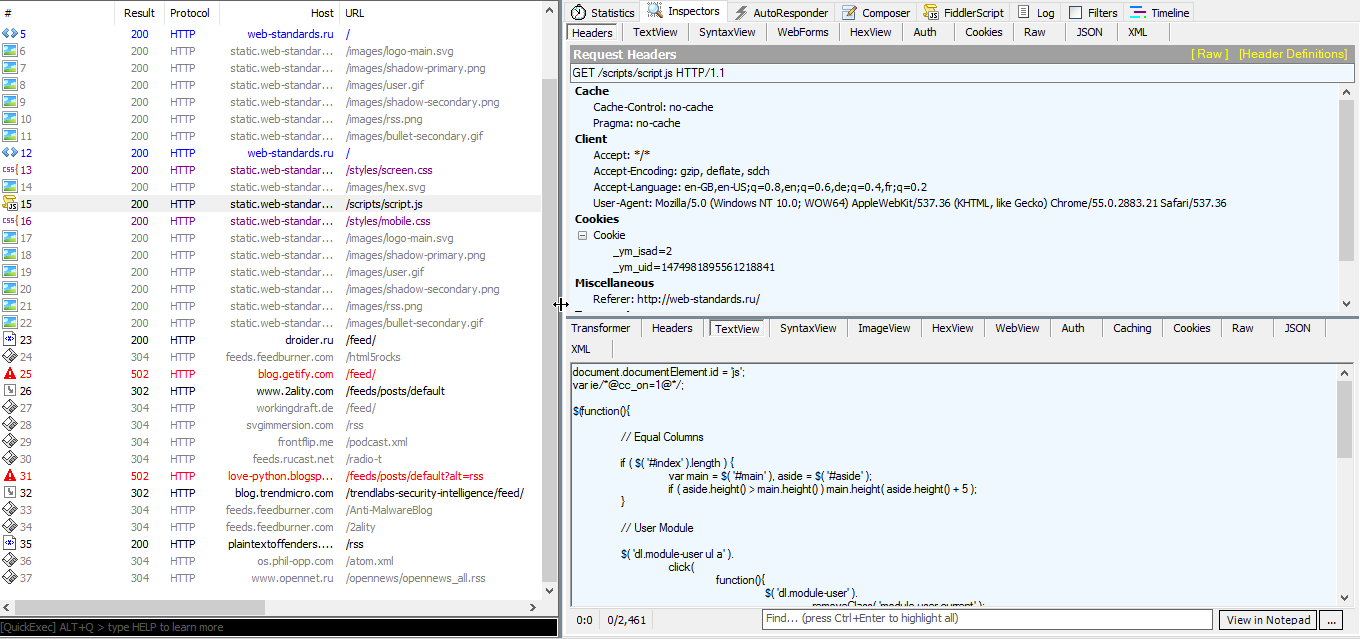 # Result Protocol Host URL
5 200 HTTP web-standards.ru /
6 200 HTTP static.web-standar... /images/logo-main.svg
7 200 HTTP static.web-standar... /images/shadow-primary.png
8 200 HTTP static.web-standar... /images/user.gif
9 200 HTTP static.web-standar... /images/shadow-secondary.png
10 200 HTTP static.web-standar... /images/rss.png
11 200 HTTP static.web-standar... /images/bullet-secondary.gif
12 200 HTTP web-standards.ru /
css 13 200 HTTP static.web-standar... /styles/screen.css
14 200 HTTP static.web-standar... /images/hex.svg
15 200 HTTP static.web-standar... /scripts/script.js
css 16 200 HTTP static.web-standar... /styles/mobile.css
17 200 HTTP static.web-standar... /images/logo-main.svg
18 200 HTTP static.web-standar... /images/shadow-primary.png
19 200 HTTP static.web-standar... /images/user.gif
20 200 HTTP static.web-standar... /images/shadow-secondary.png
21 200 HTTP static.web-standar... /images/rss.png
22 200 HTTP static.web-standar... /images/bullet-secondary.gif
23 200 HTTP droider.ru /feed/
24 304 HTTP feeds.feedburner.com /html5rocks
25 502 HTTP blog.getify.com /feed/
26 302 HTTP www.2ality.com /feeds/posts/default
27 304 HTTP workingdraft.de /feed/
28 304 HTTP svgimmersion.com /rss
29 304 HTTP frontflip.me /podcast.xml
30 304 HTTP feeds.rucast.net /radio-t
31 502 HTTP love-python.blogsp... /feeds/posts/default?alt=rss
32 302 HTTP blog.trendmicro.com /trendlabs-security-intelligence/feed/
33 304 HTTP feeds.feedburner.com /Anti-MalwareBlog
34 304 HTTP feeds.feedburner.com /2ality
35 200 HTTP plaintextoffenders.... /rss
36 304 HTTP os.phil-opp.com /atom.xml
37 304 HTTP www.opennet.ru /opennews/opennews_all.rss
[QuickExec] ALT+Q > type HELP to learn more
Statistics Inspectors AutoResponder Composer FiddlerScript Log Filters Timeline
Headers TextView SyntaxView WebForms HexView Auth Cookies Raw JSON XML
Request Headers [ Raw ] [Header Definitions]
GET /scripts/script.js HTTP/1.1
Cache
Cache-Control: no-cache
Pragma: no-cache
Client
Accept: */*
Accept-Encoding: gzip, deflate, sdch
Accept-Language: en-GB,en-US;q=0.8,en;q=0.6,de;q=0.4,fr;q=0.2
User-Agent: Mozilla/5.0 (Windows NT 10.0; WOW64) AppleWebKit/537.36 (KHTML, like Gecko) Chrome/55.0.2883.21 Safari/537.36
Cookies
Cookie
_ym_isad=2
_ym_uid=1474981895561218841
Miscellaneous
Referer: http://web-standards.ru/
Transformer Headers TextView SyntaxView ImageView HexView WebView Auth Caching Cookies Raw JSON
XML
document.documentElement.id = 'js';
var ie/*@cc_on=1@*/;
$(function(){
// Equal Columns
if ( $( '#index' ).length ) {
var main = $( '#main' ), aside = $( '#aside' );
if ( aside.height() > main.height() ) main.height( aside.height() + 5 );
}
// User Module
$( 'dl.module-user ul a' ).
click(
function(){
$( 'dl.module-user' ).
removeClass( 'module-user-current' );
0:0 0/2,461 Find... (press Ctrl+Enter to highlight all) View in Notepad ...